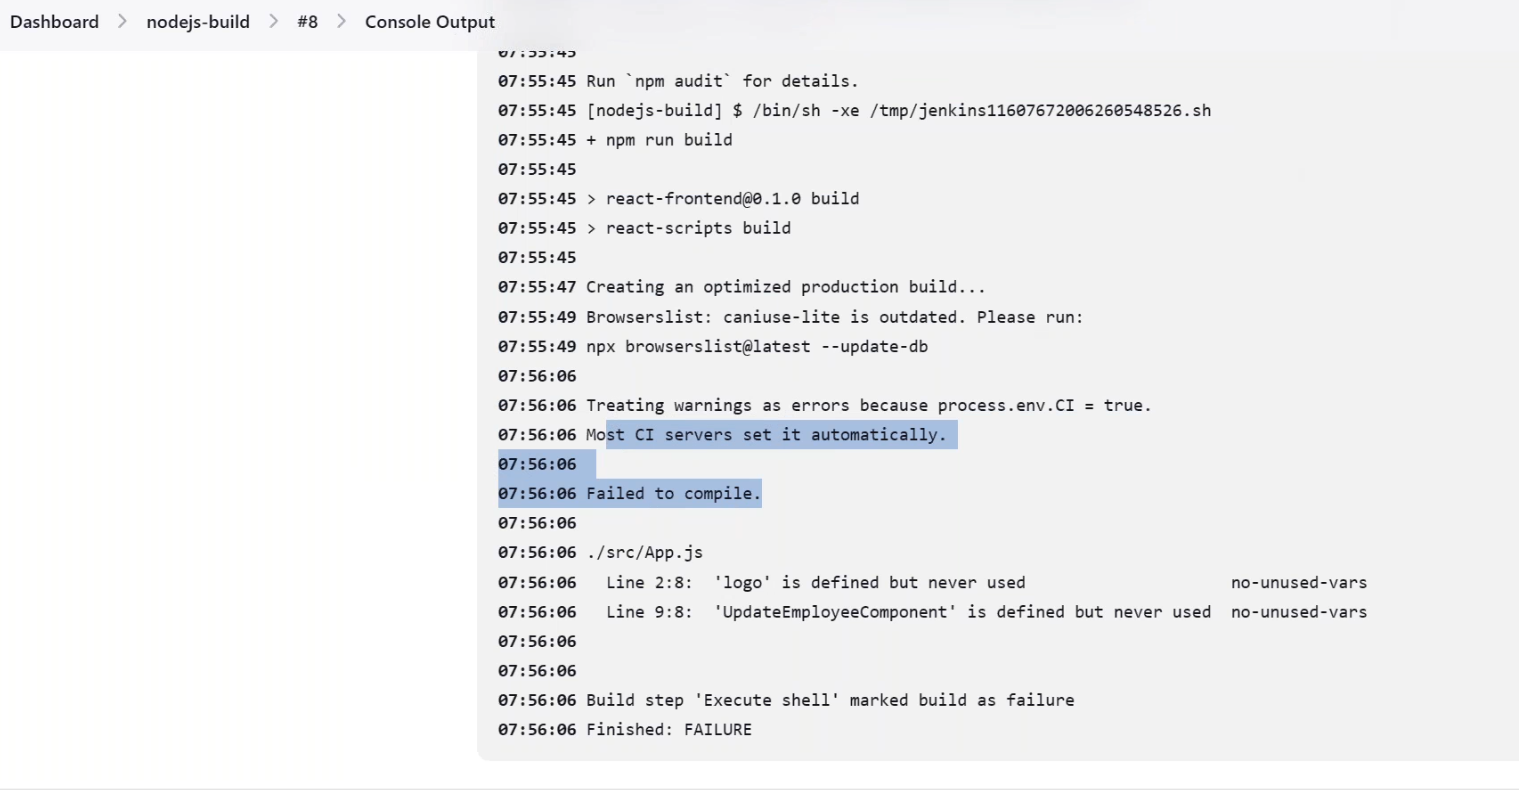 Dashboard > nodejs-build > #8 > Console Output
07:55:45
07:55:45 Run `npm audit` for details.
07:55:45 [nodejs-build] $ /bin/sh -xe /tmp/jenkins11607672006260548526.sh
07:55:45 + npm run build
07:55:45
07:55:45 > react-frontend@0.1.0 build
07:55:45 > react-scripts build
07:55:45
07:55:47 Creating an optimized production build...
07:55:49 Browserslist: caniuse-lite is outdated. Please run:
07:55:49 npx browserslist@latest --update-db
07:56:06
07:56:06 Treating warnings as errors because process.env.CI = true.
07:56:06 Most CI servers set it automatically.
07:56:06
07:56:06 Failed to compile.
07:56:06
07:56:06 ./src/App.js
07:56:06   Line 2:8:  'logo' is defined but never used                     no-unused-vars
07:56:06   Line 9:8:  'UpdateEmployeeComponent' is defined but never used  no-unused-vars
07:56:06
07:56:06
07:56:06 Build step 'Execute shell' marked build as failure
07:56:06 Finished: FAILURE